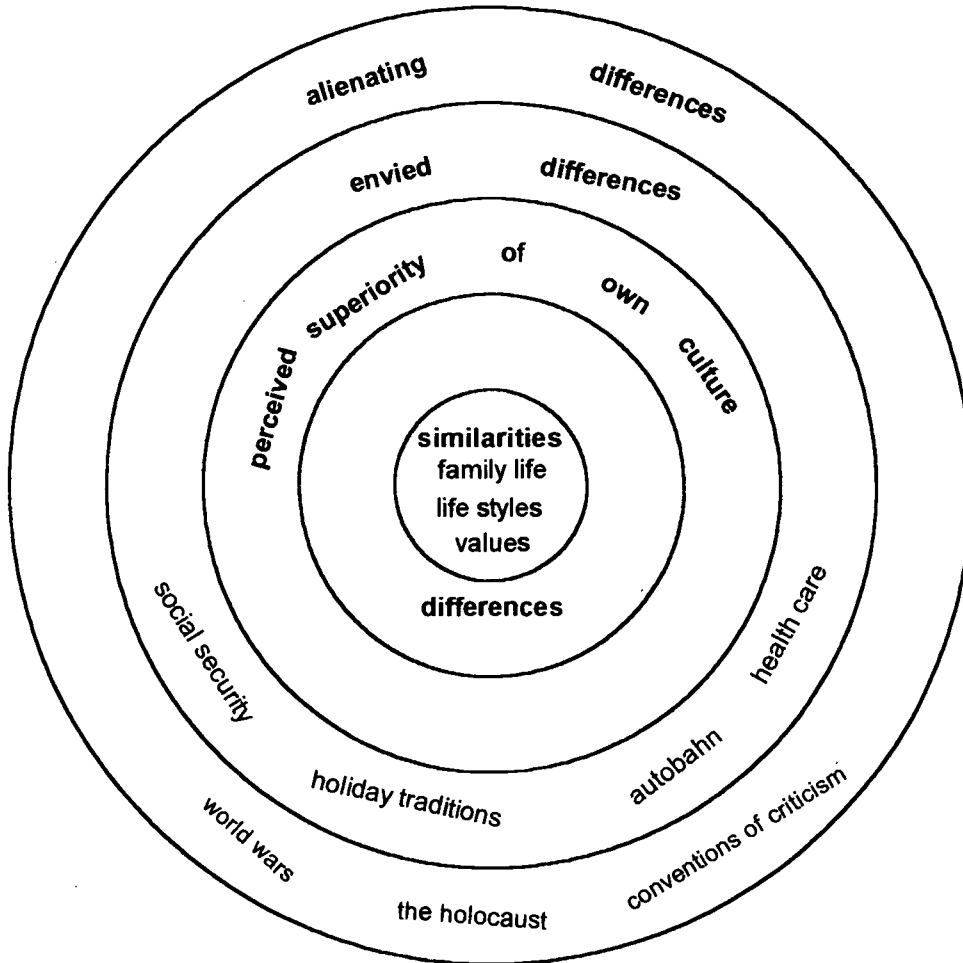 alienating differences
envied differences
perceived superiority of own culture
similarities
family life
life styles
values
differences
social security
holiday traditions
autobahn
health care
world wars
the holocaust
conventions of criticism